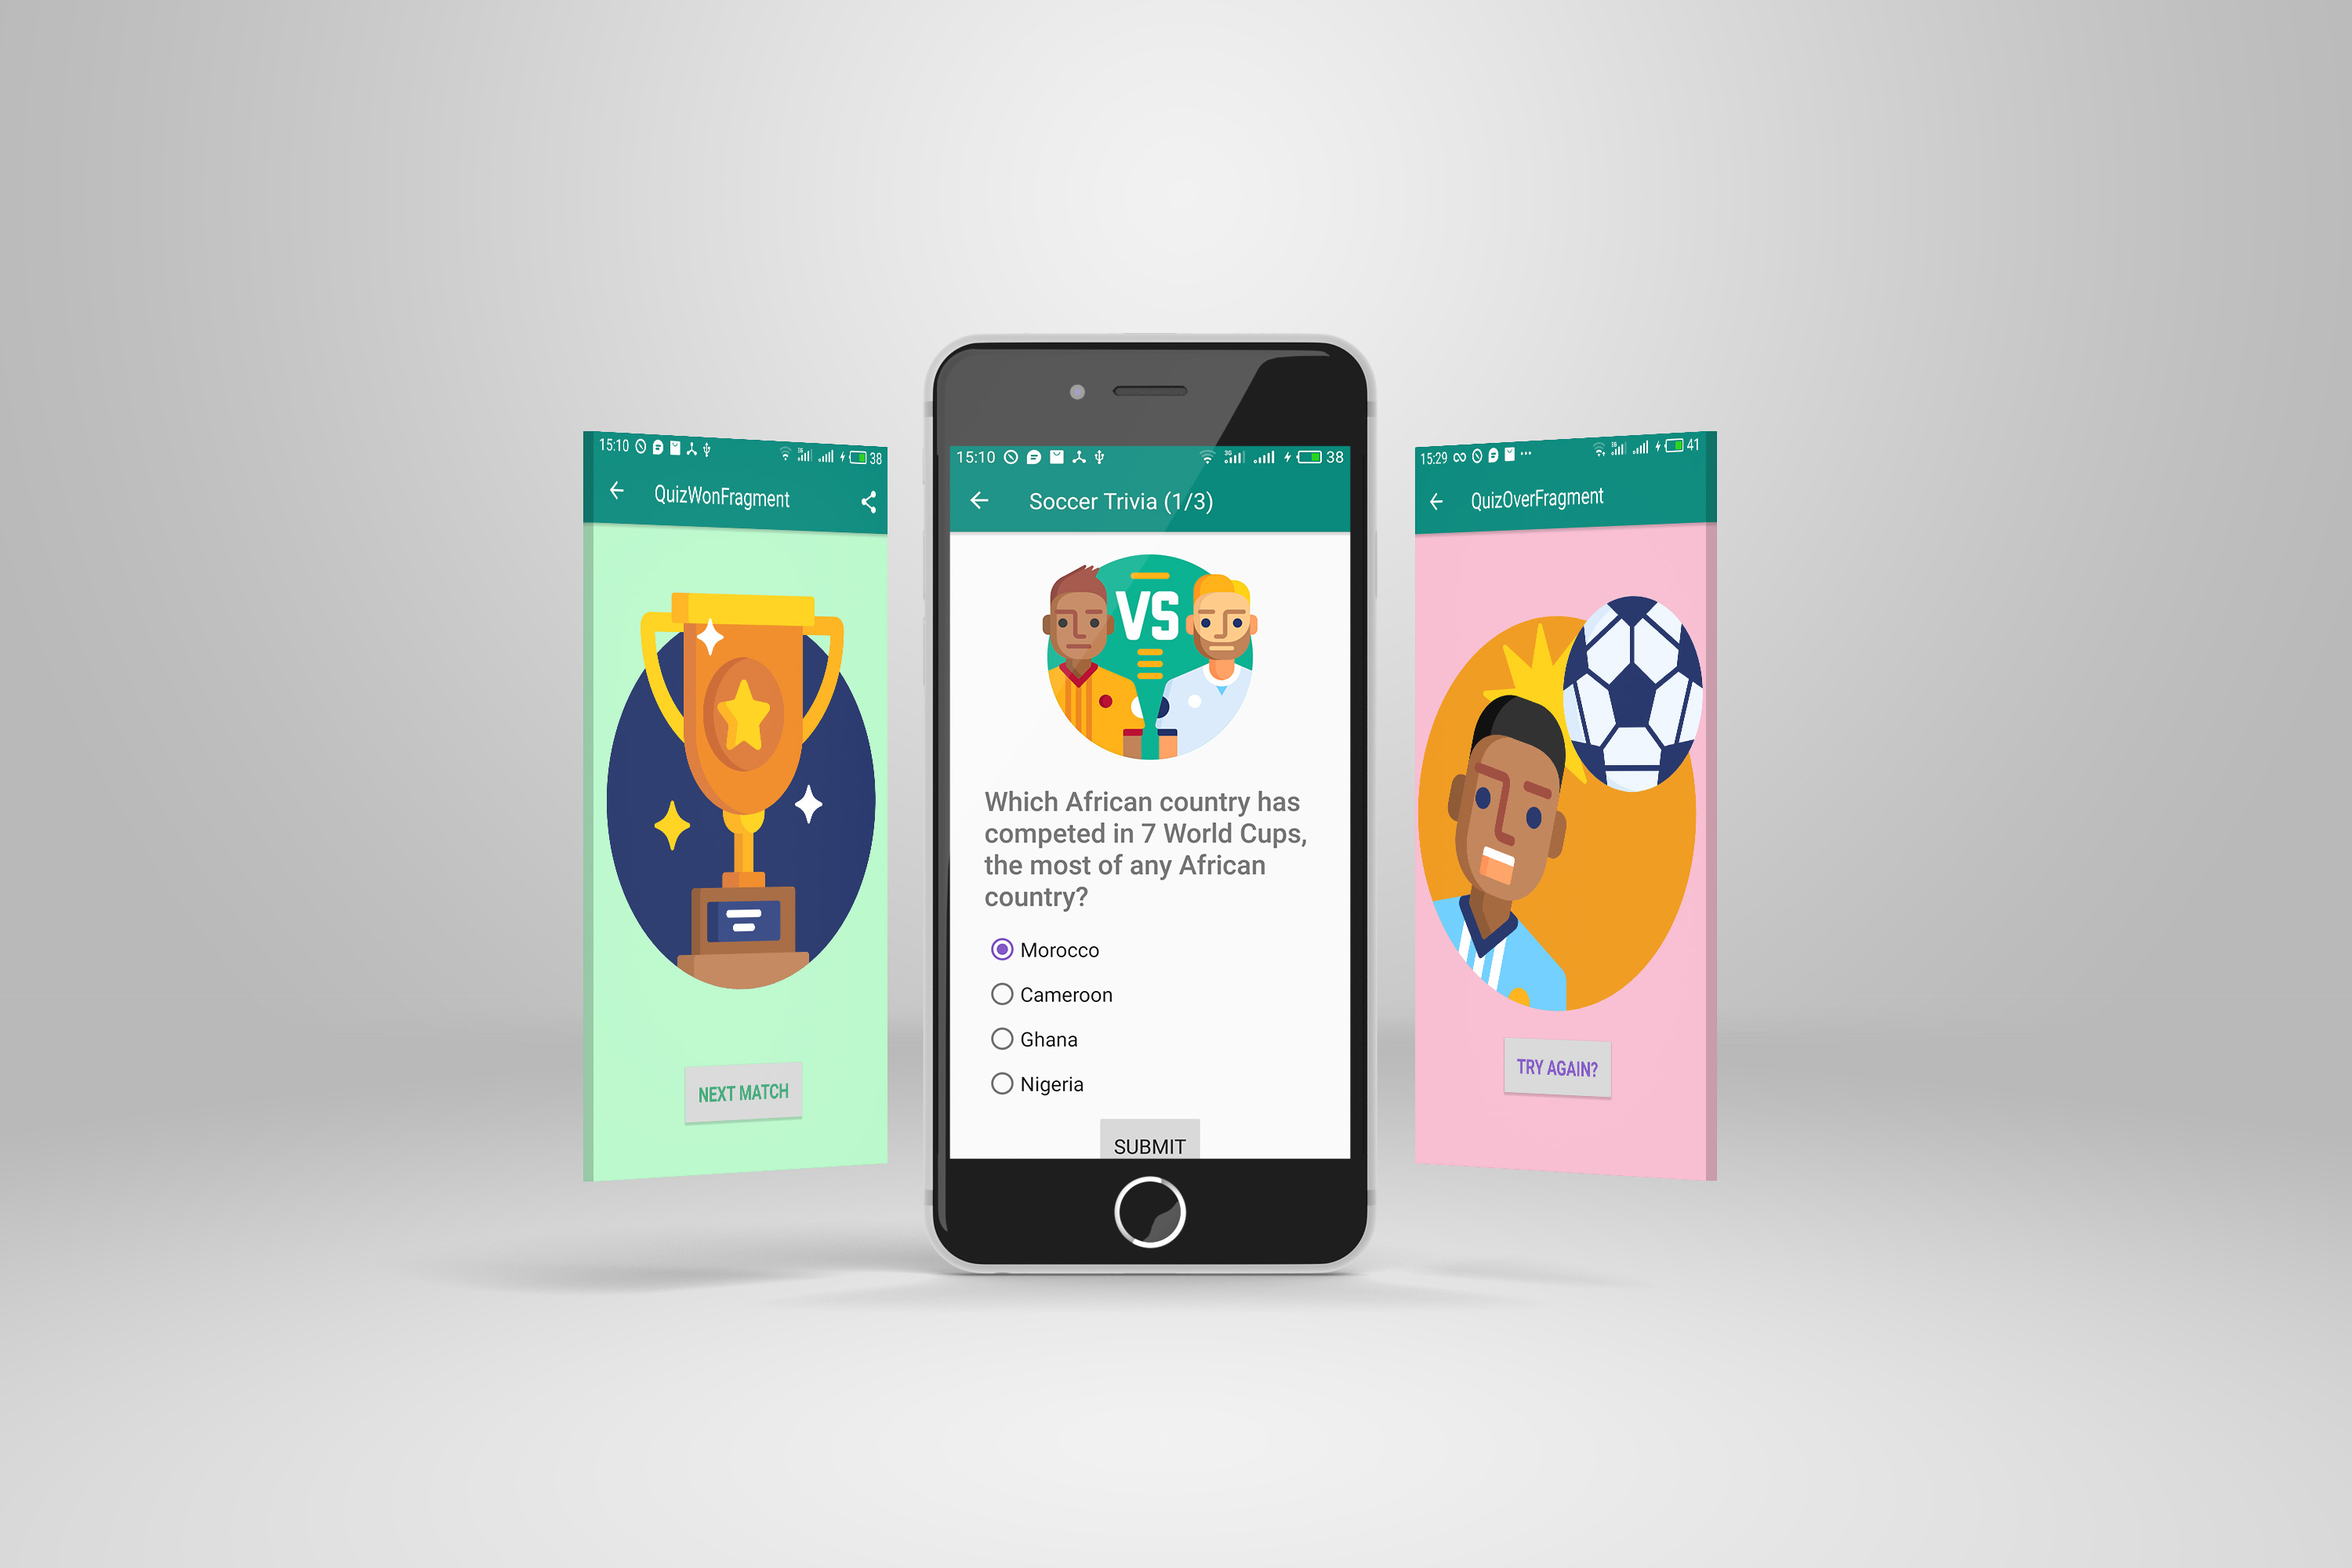 15:10
38
QuizWonFragment
NEXT MATCH
15:10
3G
38
Soccer Trivia (1/3)
VS
Which African country has
competed in 7 World Cups,
the most of any African
country?
Morocco
Cameroon
Ghana
Nigeria
SUBMIT
15:29
41
QuizOverFragment
TRY AGAIN?